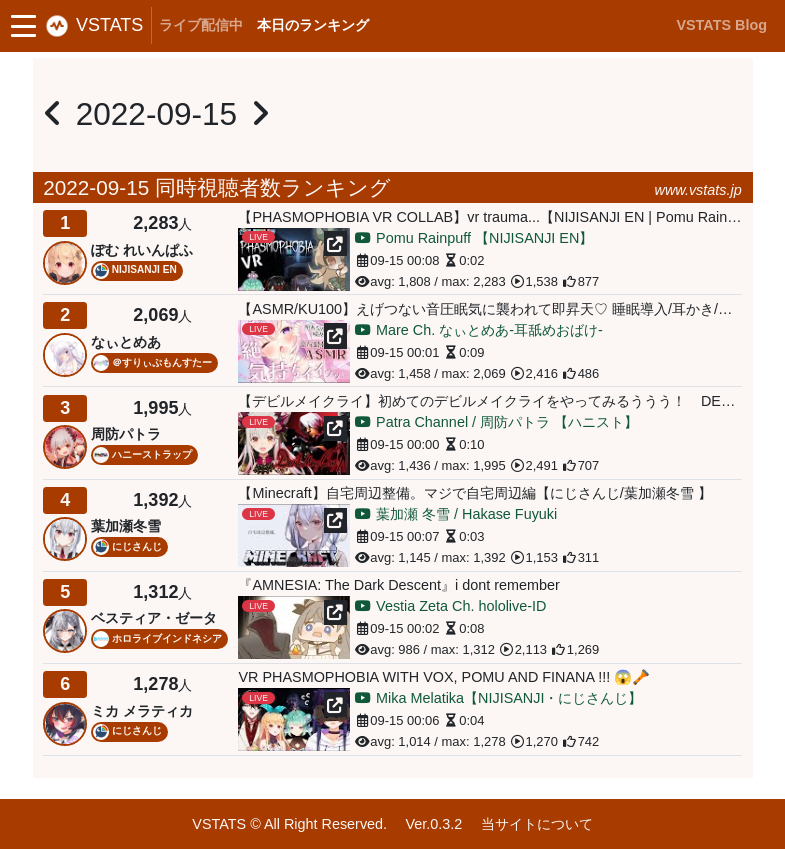 VSTATS ライブ配信中 本日のランキング VSTATS Blog
2022-09-15
2022-09-15 同時視聴者数ランキング www.vstats.jp
1 2,283人
ぽむ れいんぱふ
NIJISANJI EN
【PHASMOPHOBIA VR COLLAB】vr trauma...【NIJISANJI EN | Pomu Rain…
LIVE
PHASMOPHOBIA
VR
Pomu Rainpuff 【NIJISANJI EN】
09-15 00:08 0:02
avg: 1,808 / max: 2,283 1,538 877
2 2,069人
なぃとめあ
＠すりぃぷもんすたー
【ASMR/KU100】えげつない音圧眠気に襲われて即昇天♡ 睡眠導入/耳かき/…
LIVE
ASMR
Mare Ch. なぃとめあ-耳舐めおばけ-
09-15 00:01 0:09
avg: 1,458 / max: 2,069 2,416 486
3 1,995人
周防パトラ
ハニーストラップ
【デビルメイクライ】初めてのデビルメイクライをやってみるううう！　DE…
LIVE
Patra Channel / 周防パトラ 【ハニスト】
09-15 00:00 0:10
avg: 1,436 / max: 1,995 2,491 707
4 1,392人
葉加瀬冬雪
にじさんじ
【Minecraft】自宅周辺整備。マジで自宅周辺編【にじさんじ/葉加瀬冬雪 】
LIVE
葉加瀬 冬雪 / Hakase Fuyuki
09-15 00:07 0:03
avg: 1,145 / max: 1,392 1,153 311
5 1,312人
ベスティア・ゼータ
ホロライブインドネシア
『AMNESIA: The Dark Descent』i dont remember
LIVE
Vestia Zeta Ch. hololive-ID
09-15 00:02 0:08
avg: 986 / max: 1,312 2,113 1,269
6 1,278人
ミカ メラティカ
にじさんじ
VR PHASMOPHOBIA WITH VOX, POMU AND FINANA !!! 😱🔦
LIVE
Mika Melatika【NIJISANJI・にじさんじ】
09-15 00:06 0:04
avg: 1,014 / max: 1,278 1,270 742
VSTATS © All Right Reserved. Ver.0.3.2 当サイトについて